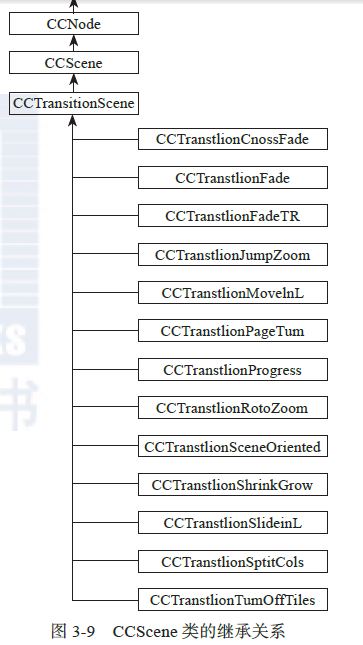 CCNode
CCScene
CCTransitionScene
CCTranstlionCnossFade
CCTranstlionFade
CCTranstlionFadeTR
CCTranstlionJumpZoom
CCTranstlionMovelnL
CCTranstlionPageTum
CCTranstlionProgress
CCTranstlionRotoZoom
CCTranstlionSceneOriented
CCTranstlionShrinkGrow
CCTranstlionSlideinL
CCTranstlionSptitCols
CCTranstlionTumOffTiles
书
图 3-9 CCScene 类的继承关系